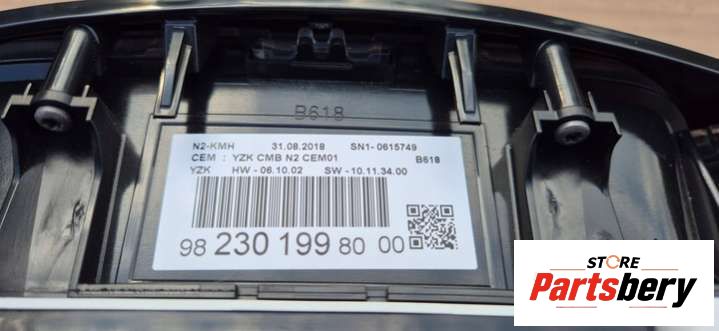 B618
N2-KMH 31.08.2018 SN1-0615749
CEM : YZK CMB N2 CEM01 B618
YZK HW-06.10.02 SW-10.11.34.00
98 230 199 80 00
STORE
Partsbery